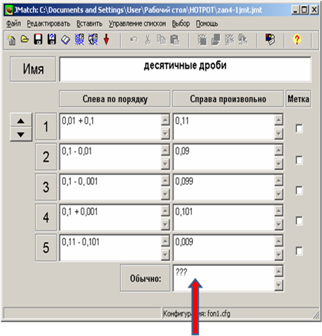 JMatch: C:\Documents and Settings\User\Рабочий стол\HOTPOT\zan4-1jmt.jmt
Файл Редактировать Вставить Управление списком Выбор Помощь
Имя десятичные дроби
Слева по порядку Справа произвольно Метка
1 0,01 + 0,1 0,11
2 0,1 - 0,01 0,09
3 0,1 - 0, 001 0,099
4 0,1 + 0,001 0,101
5 0,11 - 0,101 0,009
Обычно: ???
Конфигурация: fon1.cfg